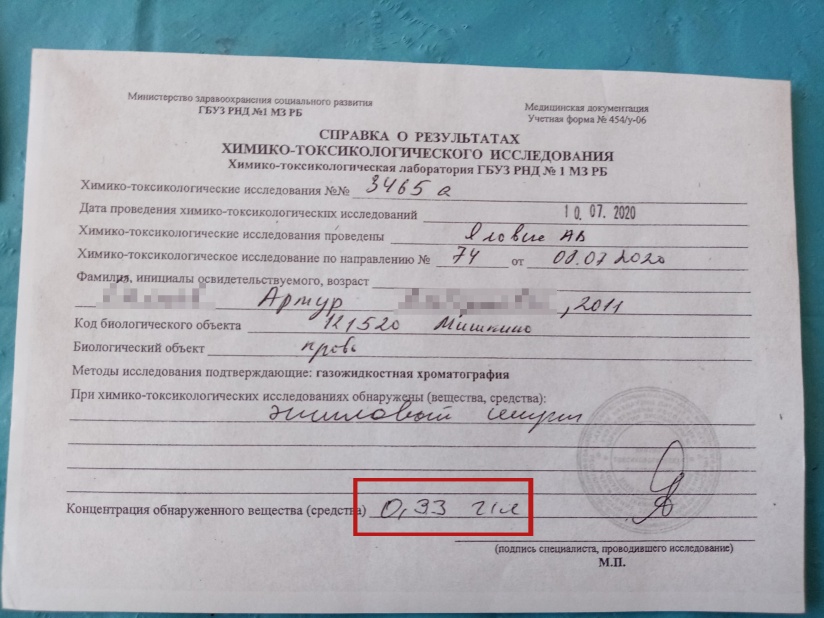 Министерство здравоохранения социального развития
ГБУЗ РНД №1 МЗ РБ
Медицинская документация
Учетная форма № 454/у-06
СПРАВКА О РЕЗУЛЬТАТАХ
ХИМИКО-ТОКСИКОЛОГИЧЕСКОГО ИССЛЕДОВАНИЯ
Химико-токсикологическая лаборатория ГБУЗ РНД № 1 МЗ РБ
Химико-токсикологические исследования №№ 3465 а
Дата проведения химико-токсикологических исследований 10.07.2020
Химико-токсикологические исследования проведены АВ
Химико-токсикологическое исследование по направлению № 74 от 08.07.2020
Фамилия, инициалы освидетельствуемого, возраст
Артур , 2011
Код биологического объекта 121520 Мишкино
Биологический объект кровь
Методы исследования подтверждающие: газожидкостная хроматография
При химико-токсикологических исследованиях обнаружены (вещества, средства):
этиловый спирт
Концентрация обнаруженного вещества (средства) 0,33 г/л
(подпись специалиста, проводившего исследование)
М.П.